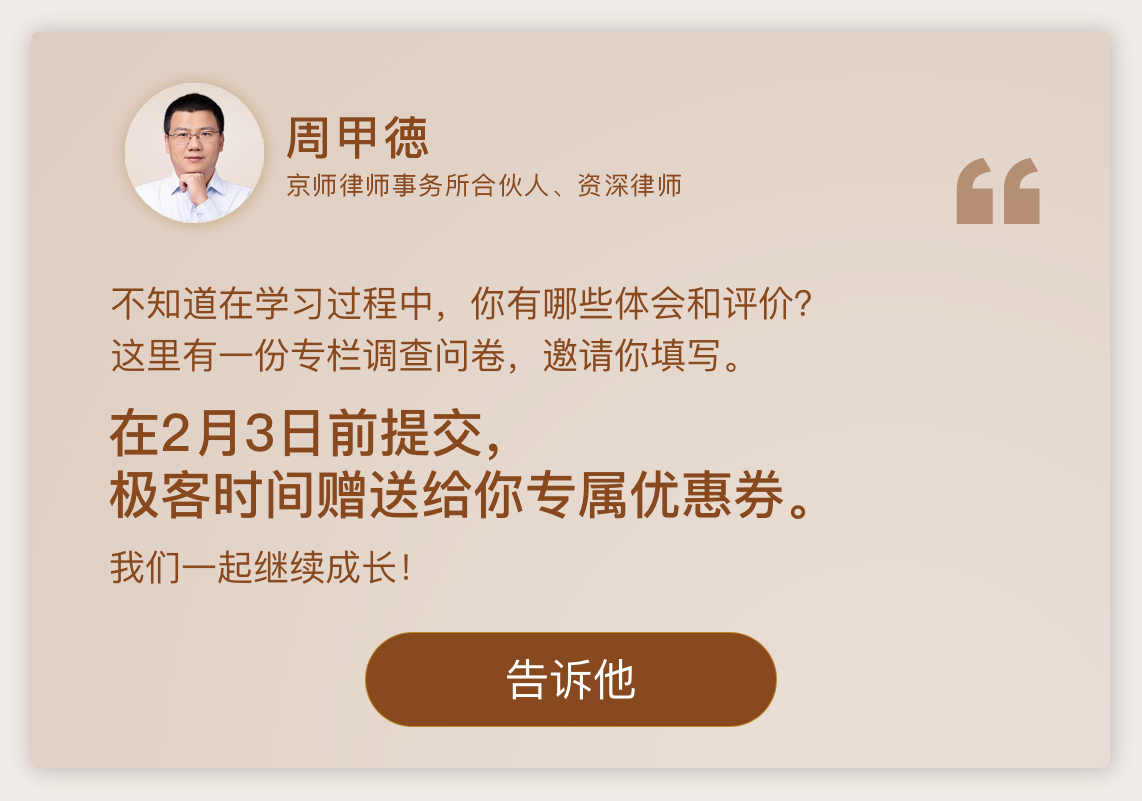 周甲徳
京师律师事务所合伙人、资深律师
不知道在学习过程中，你有哪些体会和评价？
这里有一份专栏调查问卷，邀请你填写。
在2月3日前提交，
极客时间赠送给你专属优惠券。
我们一起继续成长！
告诉他